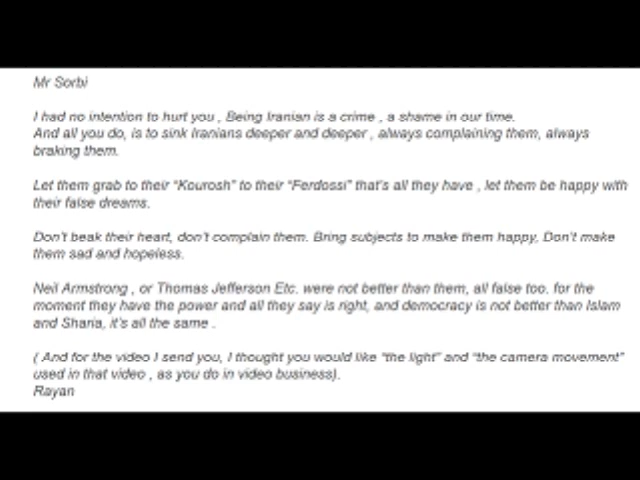 Mr Sorbi
I had no intention to hurt you , Being Iranian is a crime , a shame in our time.
And all you do, is to sink Iranians deeper and deeper , always complaining them, always
braking them.
Let them grab to their “Kourosh” to their “Ferdossi” that's all they have , let them be happy with
their false dreams.
Don't beak their heart, don't complain them. Bring subjects to make them happy, Don't make
them sad and hopeless.
Neil Armstrong , or Thomas Jefferson Etc. were not better than them, all false too. for the
moment they have the power and all they say is right, and democracy is not better than Islam
and Sharia, it's all the same .
( And for the video I send you, I thought you would like “the light” and “the camera movement”
used in that video , as you do in video business).
Rayan